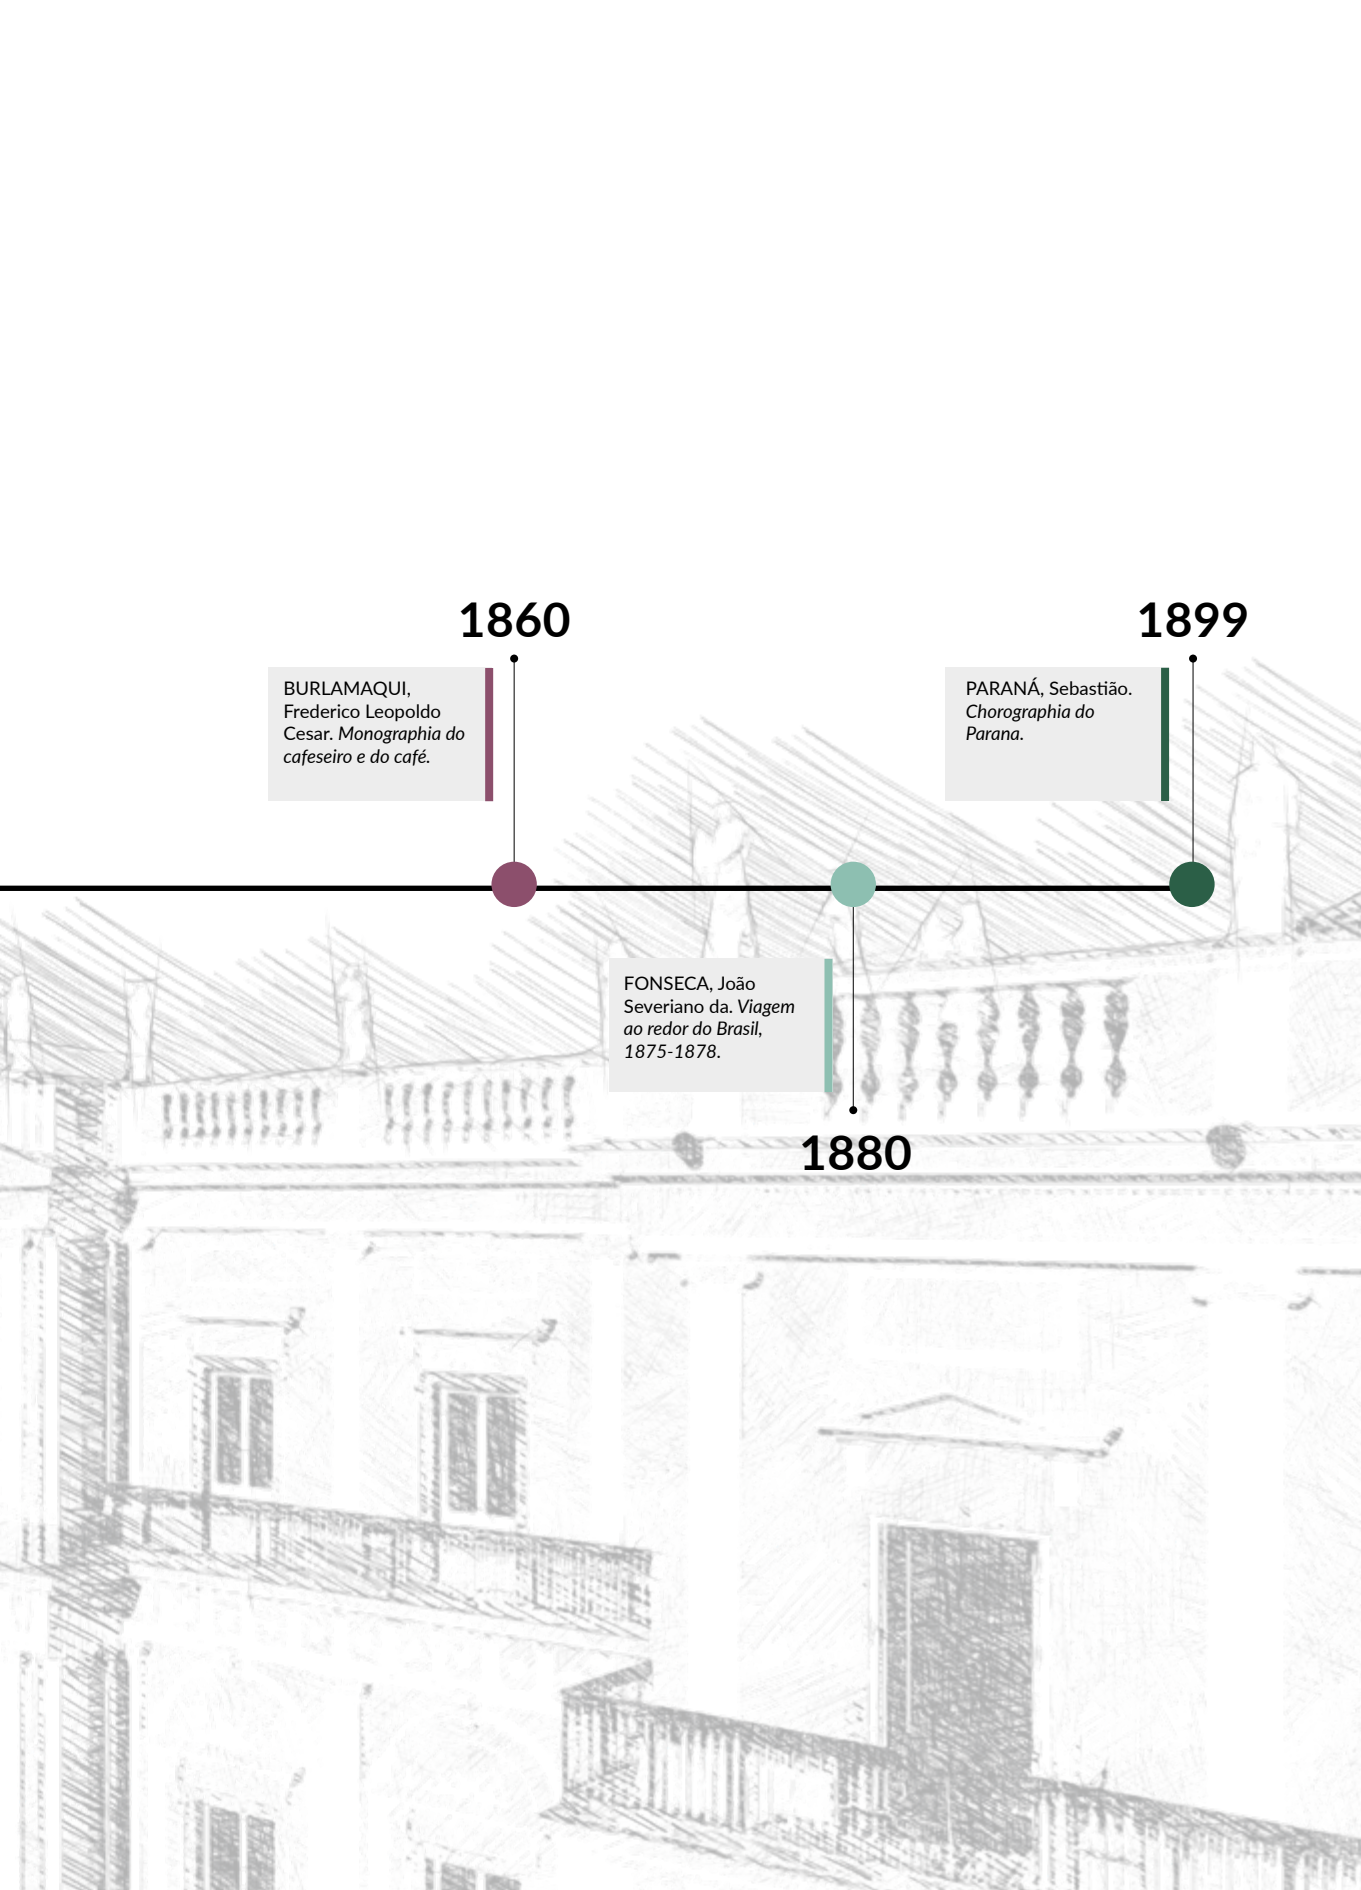 1860
BURLAMAQUI,
Frederico Leopoldo
Cesar. Monographia do
cafeseiro e do café.
1899
PARANÁ, Sebastião.
Chorographia do
Parana.
FONSECA, João
Severiano da. Viagem
ao redor do Brasil,
1875-1878.
1880